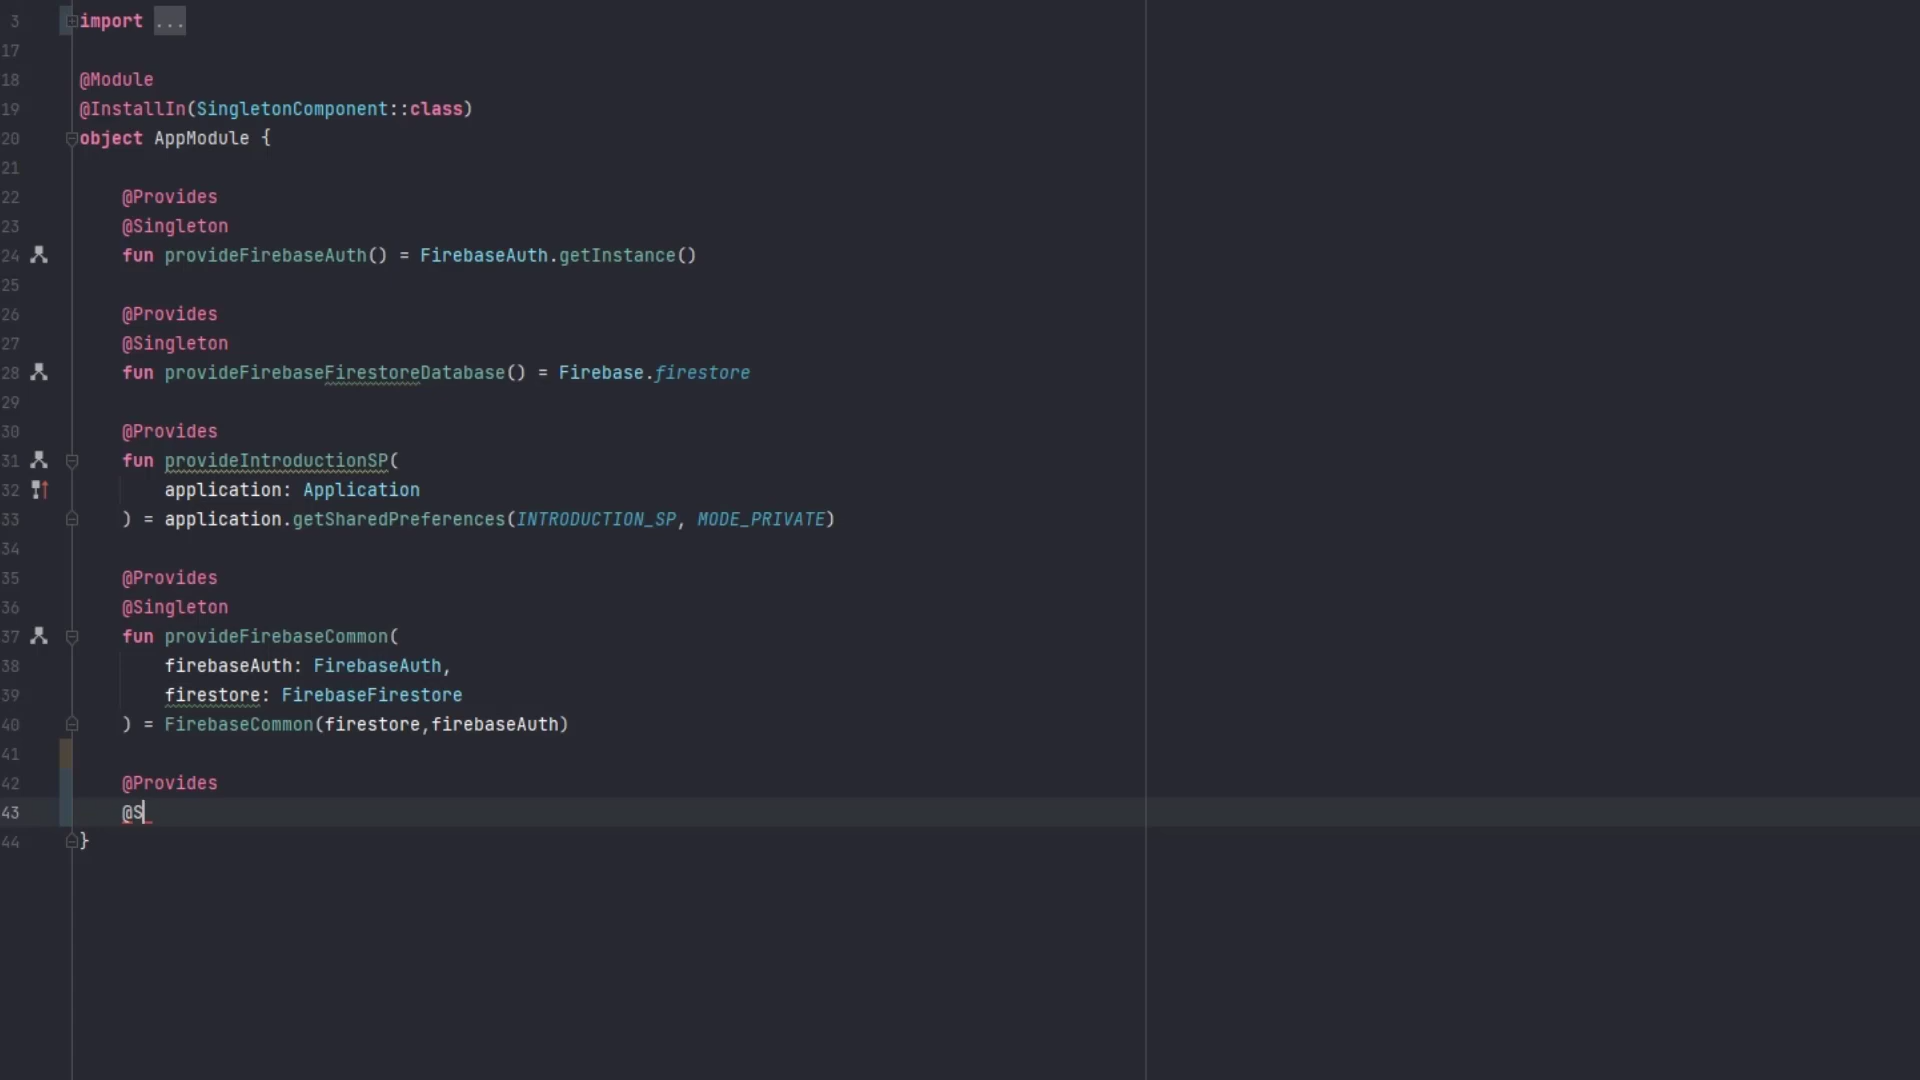 3 import ...
17
18 @Module
19 @InstallIn(SingletonComponent::class)
20 object AppModule {
21
22 @Provides
23 @Singleton
24 fun provideFirebaseAuth() = FirebaseAuth.getInstance()
25
26 @Provides
27 @Singleton
28 fun provideFirebaseFirestoreDatabase() = Firebase.firestore
29
30 @Provides
31 fun provideIntroductionSP(
32 application: Application
33 ) = application.getSharedPreferences(INTRODUCTION_SP, MODE_PRIVATE)
34
35 @Provides
36 @Singleton
37 fun provideFirebaseCommon(
38 firebaseAuth: FirebaseAuth,
39 firestore: FirebaseFirestore
40 ) = FirebaseCommon(firestore,firebaseAuth)
41
42 @Provides
43 @S
44 }